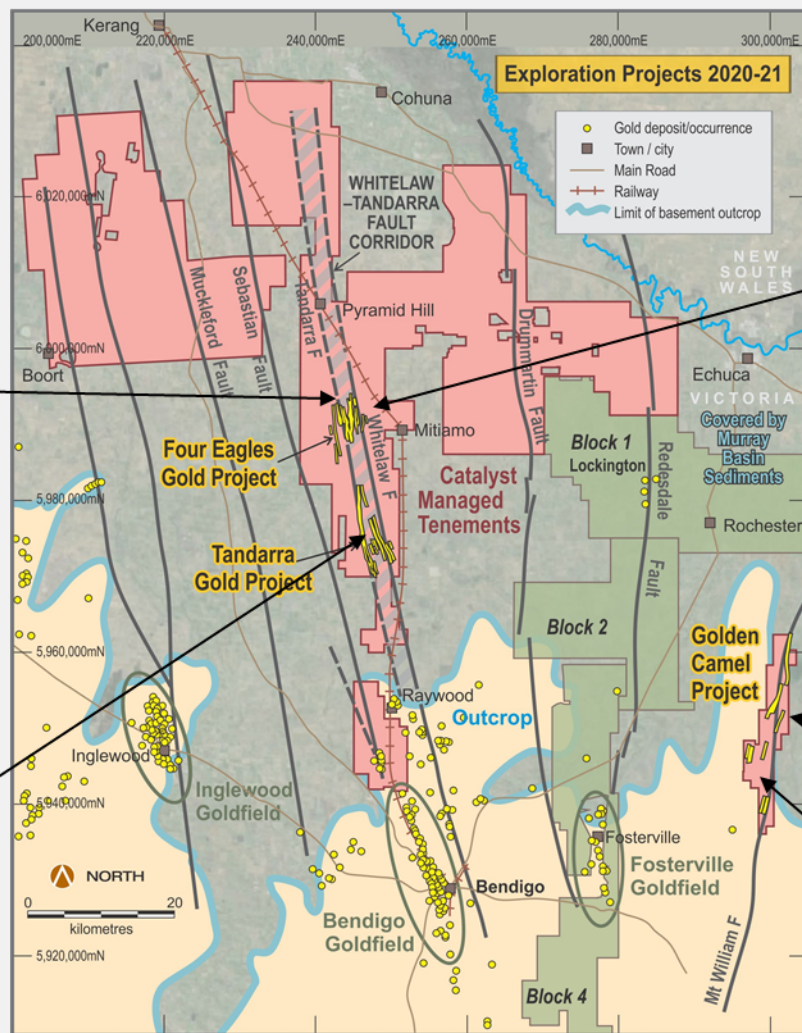 Kerang
200,000mE
220,000mE
240,000mE
260,000mE
280,000mE
300,000mE
Exploration Projects 2020-21
Cohuna
Gold deposit/occurrence
Town / city
Main Road
Railway
Limit of basement outcrop
6,020,000mN
WHITELAW
–TANDARRA
FAULT
CORRIDOR
NEW
SOUTH
WALES
Muckleford
Fault
Sebastian
Fault
Tandarra F
Pyramid Hill
Drummartin Fault
6,000,000mN
Boort
Echuca
VICTORIA
Whitelaw F
Mitiamo
Four Eagles
Gold Project
Catalyst
Managed
Tenements
Block 1
Lockington
Redesdale
Fault
Covered by
Murray
Basin
Sediments
5,980,000mN
Rochester
Tandarra
Gold Project
Block 2
5,960,000mN
Golden
Camel
Project
Raywood
Outcrop
Inglewood
Inglewood
Goldfield
5,940,000mN
Fosterville
Fosterville
Goldfield
NORTH
0
20
kilometres
Bendigo
Bendigo
Goldfield
5,920,000mN
Block 4
Mt William F